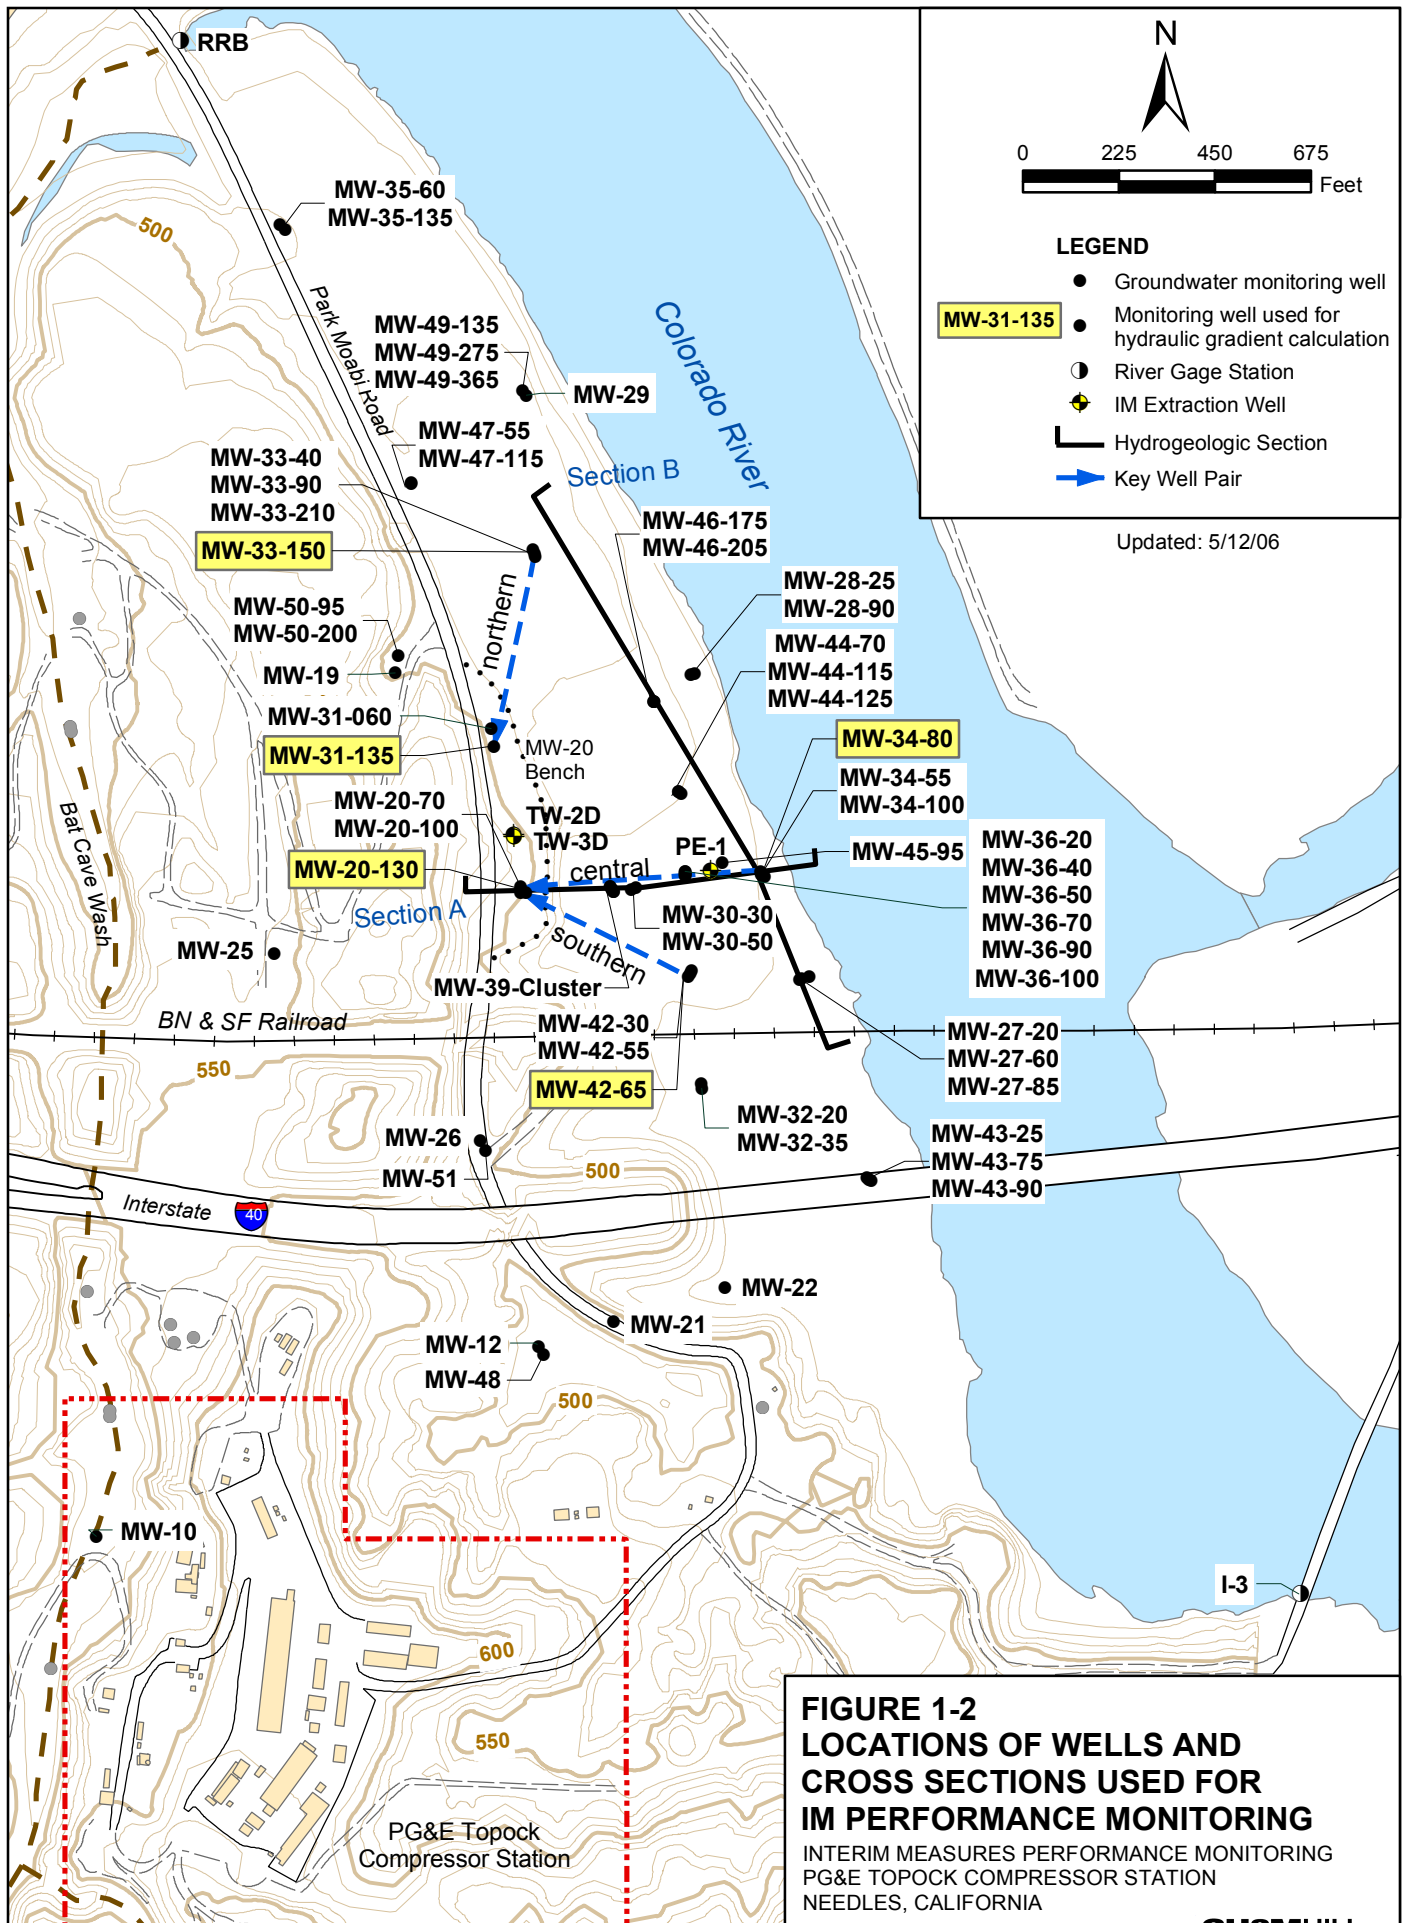 RRB
N
0 225 450 675
Feet
LEGEND
Groundwater monitoring well
MW-31-135
Monitoring well used for
hydraulic gradient calculation
River Gage Station
IM Extraction Well
Hydrogeologic Section
Key Well Pair
Updated: 5/12/06
MW-35-60
MW-35-135
500
Park Moabi Road
Colorado River
MW-49-135
MW-49-275
MW-49-365
MW-29
MW-47-55
MW-47-115
MW-33-40
MW-33-90
MW-33-210
MW-33-150
Section B
MW-46-175
MW-46-205
northern
MW-28-25
MW-28-90
MW-50-95
MW-50-200
MW-19
MW-44-70
MW-44-115
MW-44-125
MW-31-060
MW-31-135
MW-20
Bench
MW-34-80
MW-34-55
MW-34-100
MW-20-70
MW-20-100
MW-20-130
TW-2D
TW-3D
PE-1
central
MW-45-95
MW-36-20
MW-36-40
MW-36-50
MW-36-70
MW-36-90
MW-36-100
Bat Cave Wash
Section A
MW-30-30
MW-30-50
southern
MW-25
MW-39-Cluster
BN & SF Railroad
MW-42-30
MW-42-55
MW-42-65
MW-27-20
MW-27-60
MW-27-85
550
MW-32-20
MW-32-35
MW-26
MW-51
MW-43-25
MW-43-75
MW-43-90
500
Interstate
40
MW-22
MW-21
MW-12
MW-48
500
MW-10
I-3
600
550
PG&E Topock
Compressor Station
FIGURE 1-2
LOCATIONS OF WELLS AND
CROSS SECTIONS USED FOR
IM PERFORMANCE MONITORING
INTERIM MEASURES PERFORMANCE MONITORING
PG&E TOPOCK COMPRESSOR STATION
NEEDLES, CALIFORNIA